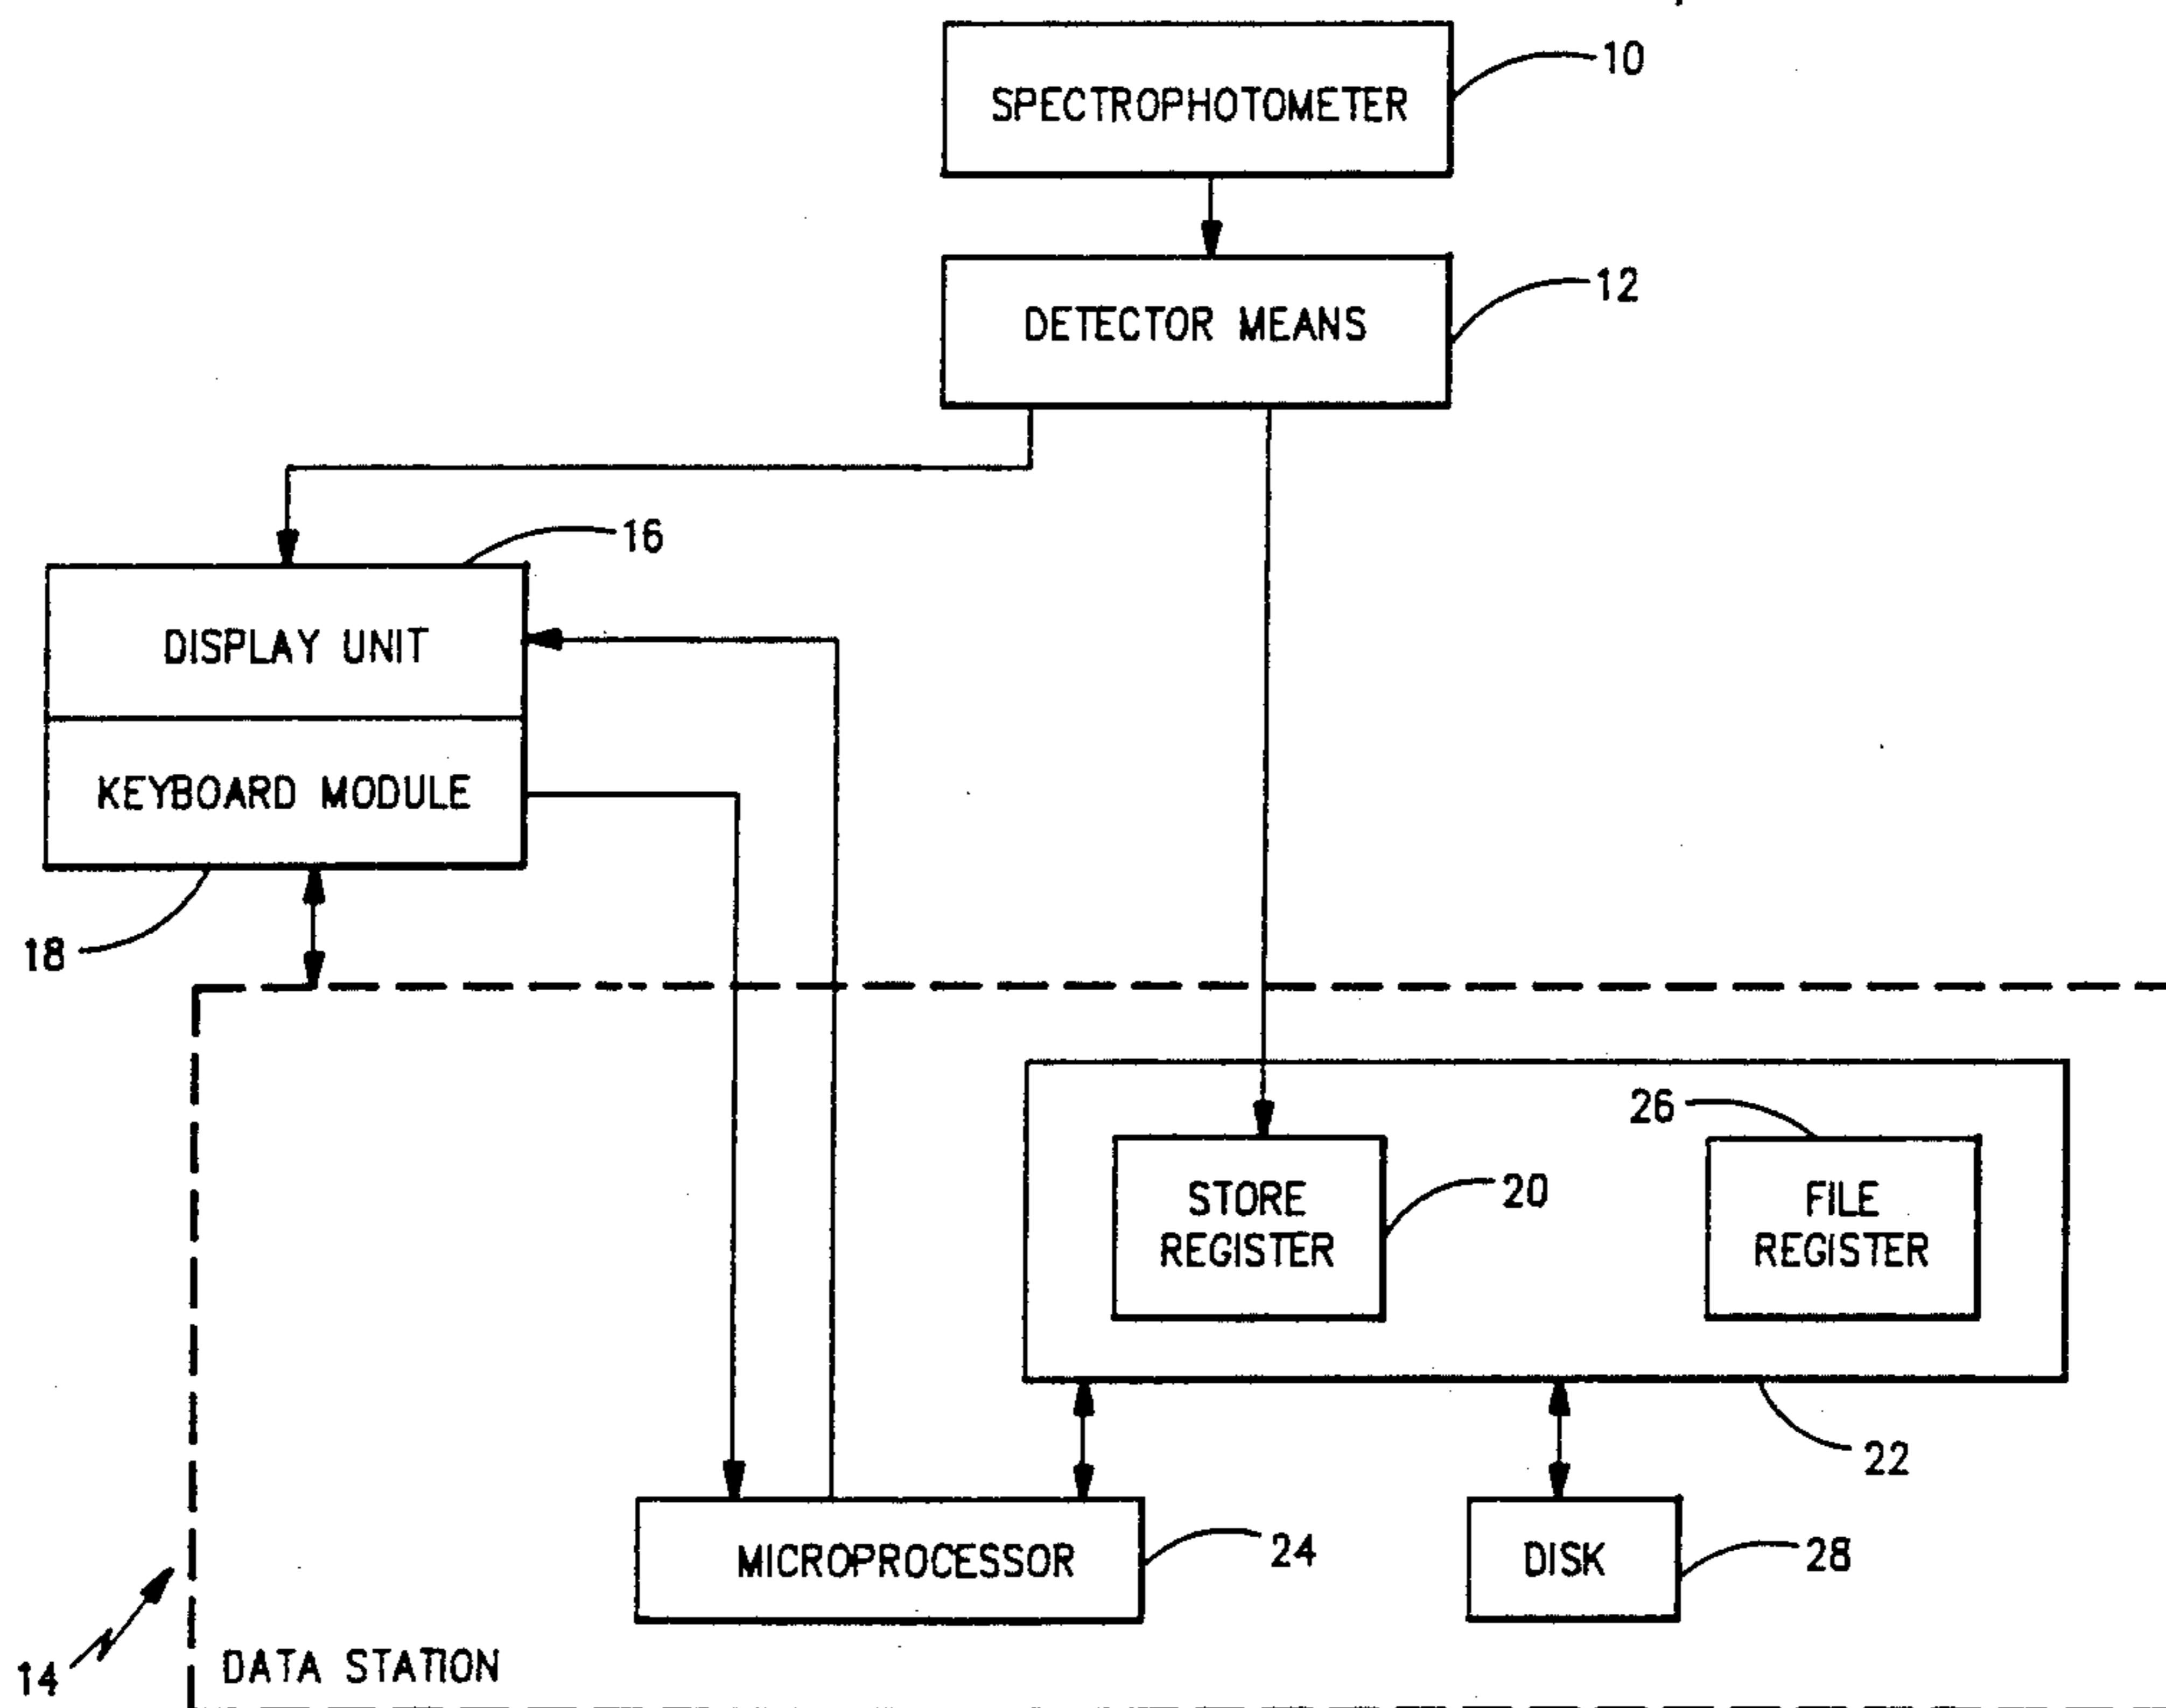 10
SPECTROPHOTOMETER
12
DETECTOR MEANS
16
DISPLAY UNIT
KEYBOARD MODULE
18
26
STORE
REGISTER
20
FILE
REGISTER
22
MICROPROCESSOR
24
DISK
28
14
DATA STATION